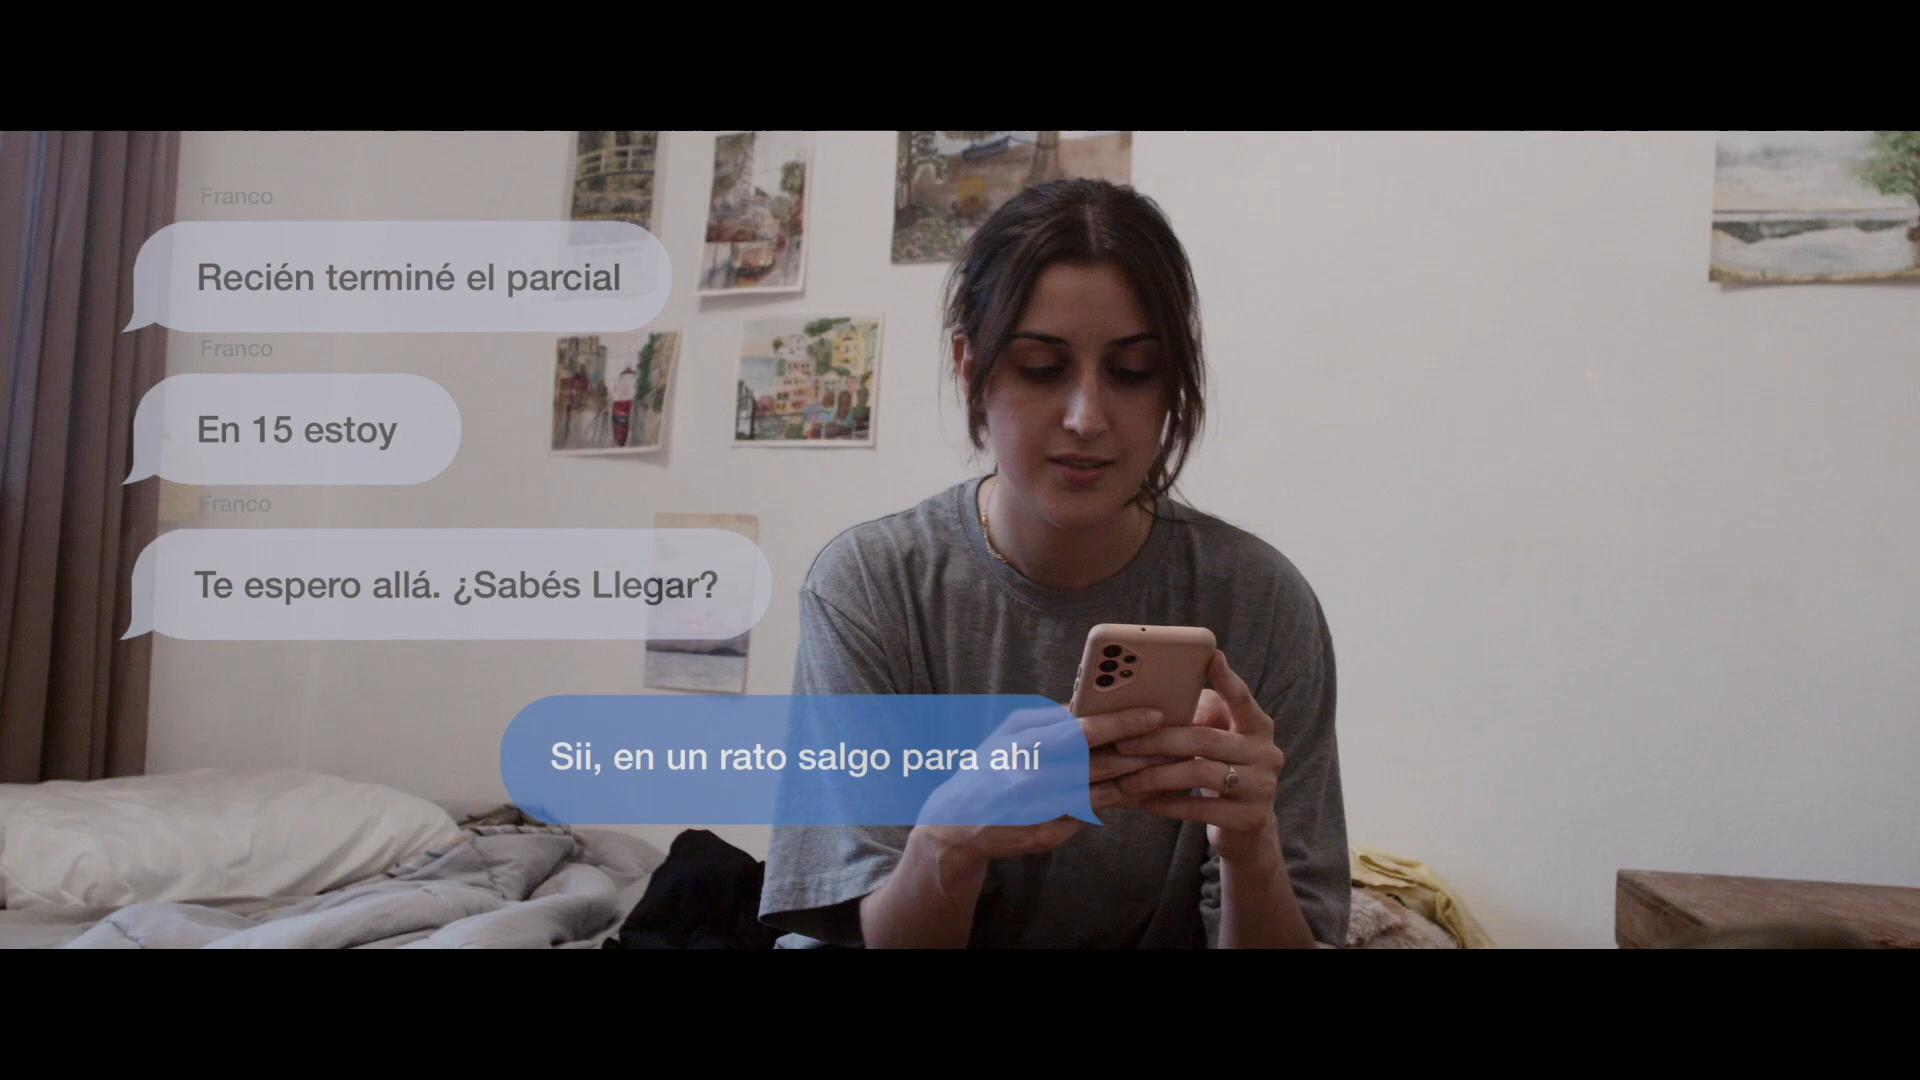 Franco
Recién terminé el parcial
Franco
En 15 estoy
Franco
Te espero allá. ¿Sabés Llegar?
Sii, en un rato salgo para ahí